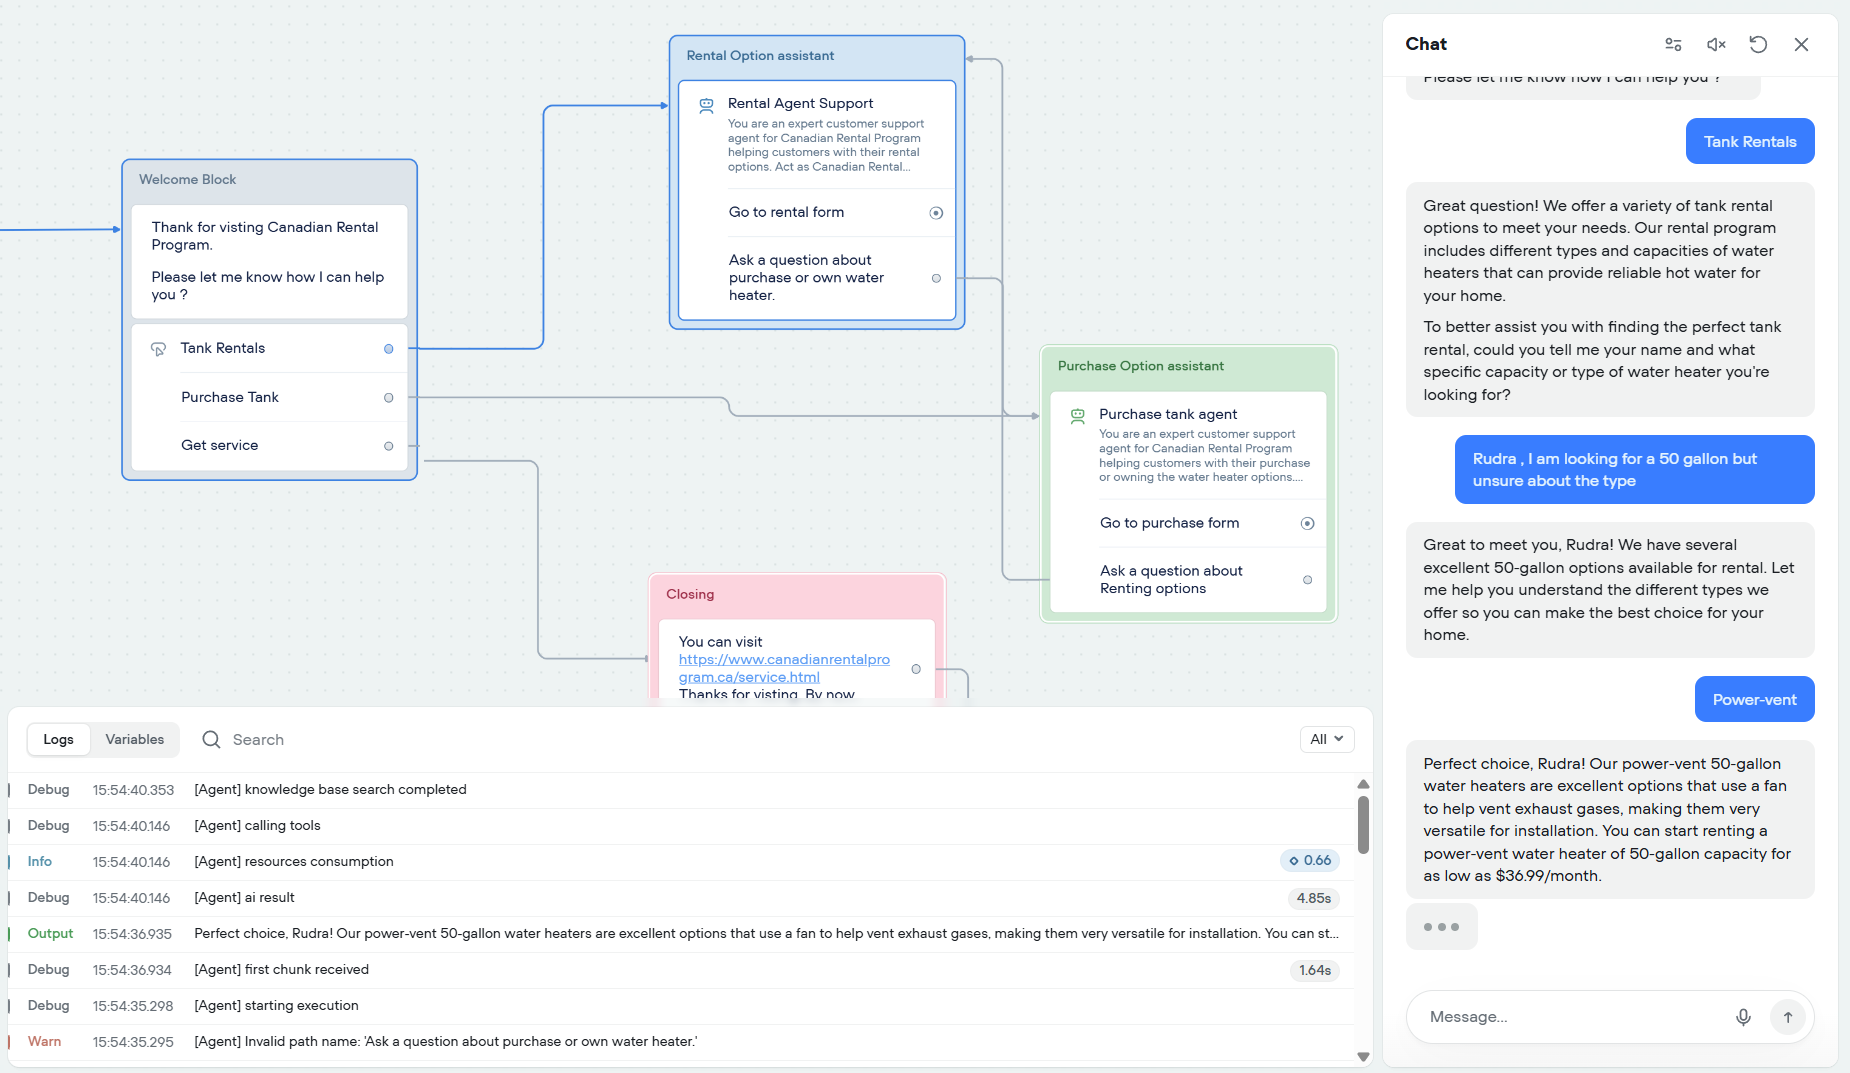 Welcome Block
Thank for visting Canadian Rental
Program.
Please let me know how I can help
you ?
Tank Rentals
Purchase Tank
Get service
Rental Option assistant
Rental Agent Support
You are an expert customer support
agent for Canadian Rental Program
helping customers with their rental
options. Act as Canadian Rental...
Go to rental form
Ask a question about
purchase or own water
heater.
Purchase Option assistant
Purchase tank agent
You are an expert customer support
agent for Canadian Rental Program
helping customers with their purchase
or owning the water heater options....
Go to purchase form
Ask a question about
Renting options
Closing
You can visit
https://www.canadianrentalpro
gram.ca/service.html
Thanks for visting. By now
Logs
Variables
Search
All
Debug 15:54:40.353 [Agent] knowledge base search completed
Debug 15:54:40.146 [Agent] calling tools
Info 15:54:40.146 [Agent] resources consumption 0.66
Debug 15:54:40.146 [Agent] ai result 4.85s
Output 15:54:36.935 Perfect choice, Rudra! Our power-vent 50-gallon water heaters are excellent options that use a fan to help vent exhaust gases, making them very versatile for installation. You can st...
Debug 15:54:36.934 [Agent] first chunk received 1.64s
Debug 15:54:35.298 [Agent] starting execution
Warn 15:54:35.295 [Agent] Invalid path name: 'Ask a question about purchase or own water heater.'
Chat
Please let me know how I can help you ?
Tank Rentals
Great question! We offer a variety of tank rental
options to meet your needs. Our rental program
includes different types and capacities of water
heaters that can provide reliable hot water for
your home.
To better assist you with finding the perfect tank
rental, could you tell me your name and what
specific capacity or type of water heater you're
looking for?
Rudra , I am looking for a 50 gallon but
unsure about the type
Great to meet you, Rudra! We have several
excellent 50-gallon options available for rental. Let
me help you understand the different types we
offer so you can make the best choice for your
home.
Power-vent
Perfect choice, Rudra! Our power-vent 50-gallon
water heaters are excellent options that use a fan
to help vent exhaust gases, making them very
versatile for installation. You can start renting a
power-vent water heater of 50-gallon capacity for
as low as $36.99/month.
Message...